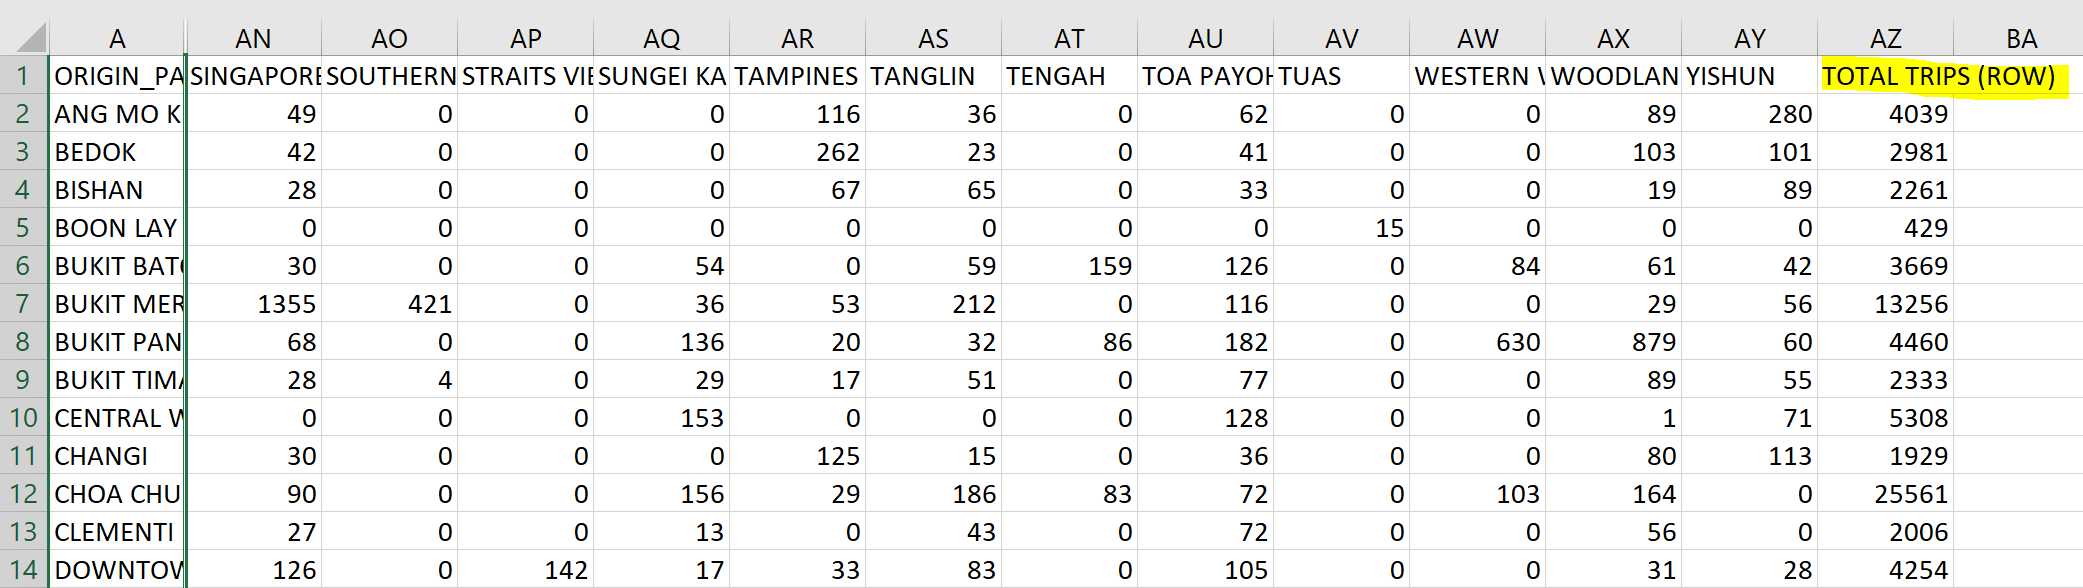 A AN AO AP AQ AR AS AT AU AV AW AX AY AZ BA
1 ORIGIN_PA SINGAPORE SOUTHERN STRAITS VIE SUNGEI KA TAMPINES TANGLIN TENGAH TOA PAYOH TUAS WESTERN W WOODLAN YISHUN TOTAL TRIPS (ROW)
2 ANG MO K 49 0 0 0 116 36 0 62 0 0 89 280 4039
3 BEDOK 42 0 0 0 262 23 0 41 0 0 103 101 2981
4 BISHAN 28 0 0 0 67 65 0 33 0 0 19 89 2261
5 BOON LAY 0 0 0 0 0 0 0 0 15 0 0 0 429
6 BUKIT BATO 30 0 0 54 0 59 159 126 0 84 61 42 3669
7 BUKIT MER 1355 421 0 36 53 212 0 116 0 0 29 56 13256
8 BUKIT PAN 68 0 0 136 20 32 86 182 0 630 879 60 4460
9 BUKIT TIMA 28 4 0 29 17 51 0 77 0 0 89 55 2333
10 CENTRAL W 0 0 0 153 0 0 0 128 0 0 1 71 5308
11 CHANGI 30 0 0 0 125 15 0 36 0 0 80 113 1929
12 CHOA CHU 90 0 0 156 29 186 83 72 0 103 164 0 25561
13 CLEMENTI 27 0 0 13 0 43 0 72 0 0 56 0 2006
14 DOWNTOW 126 0 142 17 33 83 0 105 0 0 31 28 4254